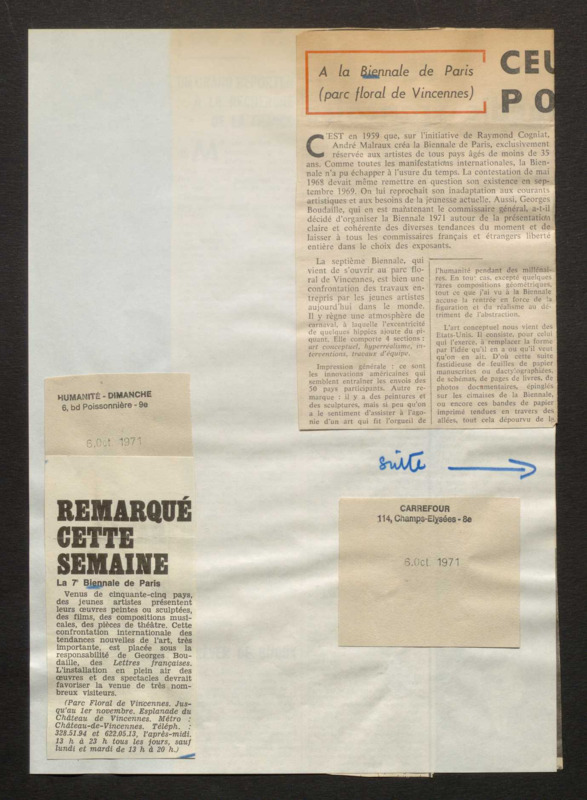 HUMANITÉ - DIMANCHE
6, bd Poissonnière - 9e
6.Oct 1971
REMARQUÉ
CETTE
SEMAINE
La 7e Biennale de Paris
Venus de cinquante-cinq pays,
des jeunes artistes présentent
leurs œuvres peintes ou sculptées,
des films, des compositions musi-
cales, des pièces de théâtre. Cette
confrontation internationale des
tendances nouvelles de l'art, très
importante, est placée sous la
responsabilité de Georges Bou-
daille, des Lettres françaises.
L'installation en plein air des
œuvres et des spectacles devrait
favoriser la venue de très nom-
breux visiteurs.
(Parc Floral de Vincennes. Jus-
qu'au 1er novembre. Esplanade du
Château de Vincennes. Métro :
Château-de-Vincennes. Téléph. :
328.51.94 et 622.05.13, l'après-midi.
13 h à 23 h tous les jours, sauf
lundi et mardi de 13 h à 20 h.)
A la Biennale de Paris
(parc floral de Vincennes)
CEU
PO
C'EST en 1959 que, sur l'initiative de Raymond Cogniat,
André Malraux créa la Biennale de Paris, exclusivement
réservée aux artistes de tous pays âgés de moins de 35
ans. Comme toutes les manifestations internationales, la Bien-
nale n'a pu échapper à l'usure du temps. La contestation de mai
1968 devait même remettre en question son existence en sep-
tembre 1969. On lui reprochait son inadaptation aux courants
artistiques et aux besoins de la jeunesse actuelle. Aussi, Georges
Boudaille, qui en est maintenant le commissaire général, a-t-il
décidé d'organiser la Biennale 1971 autour de la présentation
claire et cohérente des diverses tendances du moment et de
laisser à tous les commissaires français et étrangers liberté
entière dans le choix des exposants.
La septième Biennale, qui
vient de s'ouvrir au parc flo-
ral de Vincennes, est bien une
confrontation des travaux en-
trepris par les jeunes artistes
aujourd'hui dans le monde.
Il y règne une atmosphère de
carnaval, à laquelle l'excentricité
de quelques hippies ajoute du pi-
quant. Elle comporte 4 sections :
art conceptuel, hyperréalisme, in-
terventions, travaux d'équipe.
Impression générale : ce sont
les innovations américaines qui
semblent entraîner les envois des
50 pays participants. Autre re-
marque : il y a des peintures et
des sculptures, mais si peu qu'on
a le sentiment d'assister à l'ago-
nie d'un art qui fit l'orgueil de
l'humanité pendant des millénai-
res. En tout cas, excepté quelques
rares compositions géométriques,
tout ce que j'ai vu à la Biennale
accuse la rentrée en force de la
figuration et du réalisme au dé-
triment de l'abstraction.
L'art conceptuel nous vient des
Etats-Unis. Il consiste, pour celui
qui l'exerce, à remplacer la forme
par l'idée qu'il en a ou qu'il veut
qu'on en ait. D'où cette suite
fastidieuse de feuilles de papier
manuscrites ou dactylographiées,
de schémas, de pages de livres, de
photos documentaires, épinglés
sur les cimaises de la Biennale,
ou encore ces bandes de papier
imprimé tendues en travers des
allées, tout cela dépourvu de la
suite
CARREFOUR
114, Champs-Elysées - 8e
6.Oct 1971